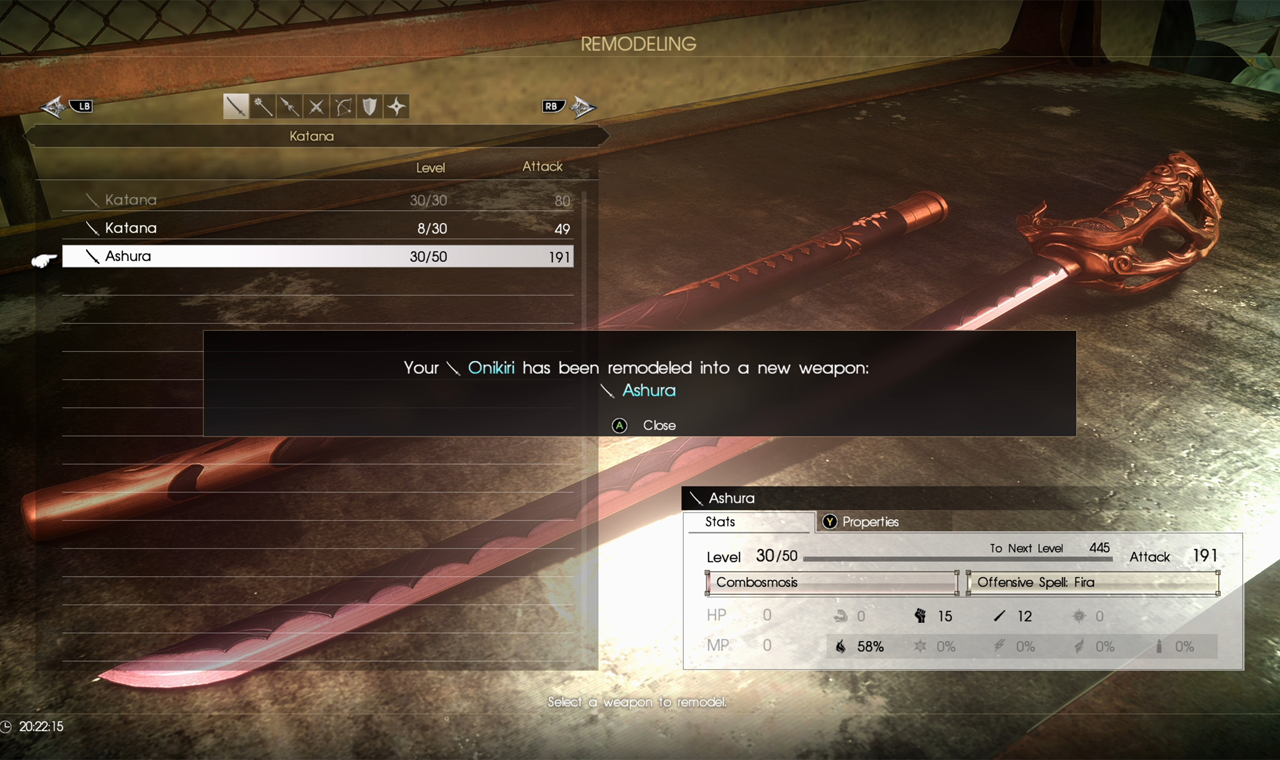 REMODELING
LB
RB
Katana
Level Attack
Katana 30/30 80
Katana 8/30 49
Ashura 30/50 191
Your Onikiri has been remodeled into a new weapon:
Ashura
A Close
Ashura
Stats Y Properties
Level 30/50 To Next Level 445 Attack 191
Combosmosis Offensive Spell: Fira
HP 0 0 15 12 0
MP 0 58% 0% 0% 0% 0%
Select a weapon to remodel.
20:22:15